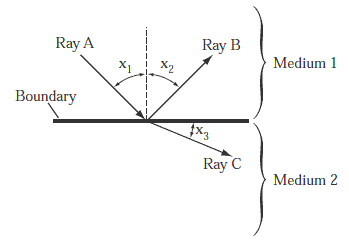 Ray A
Ray B
X₁
X₂
Medium 1
Boundary
X₃
Ray C
Medium 2